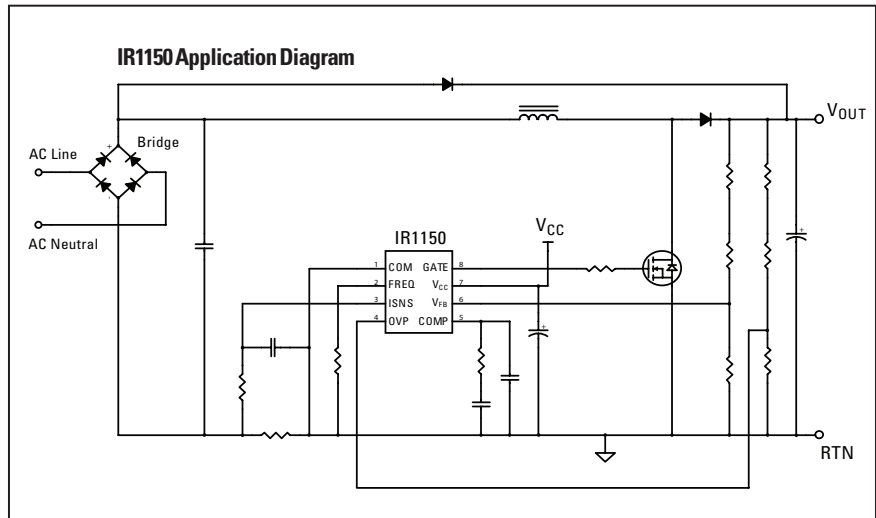 IR1150 Application Diagram
VOUT
AC Line
+
Bridge
-
AC Neutral
IR1150
VCC
1 COM GATE 8
2 FREQ VCC 7
3 ISNS VFB 6
4 OVP COMP 5
+
+
RTN